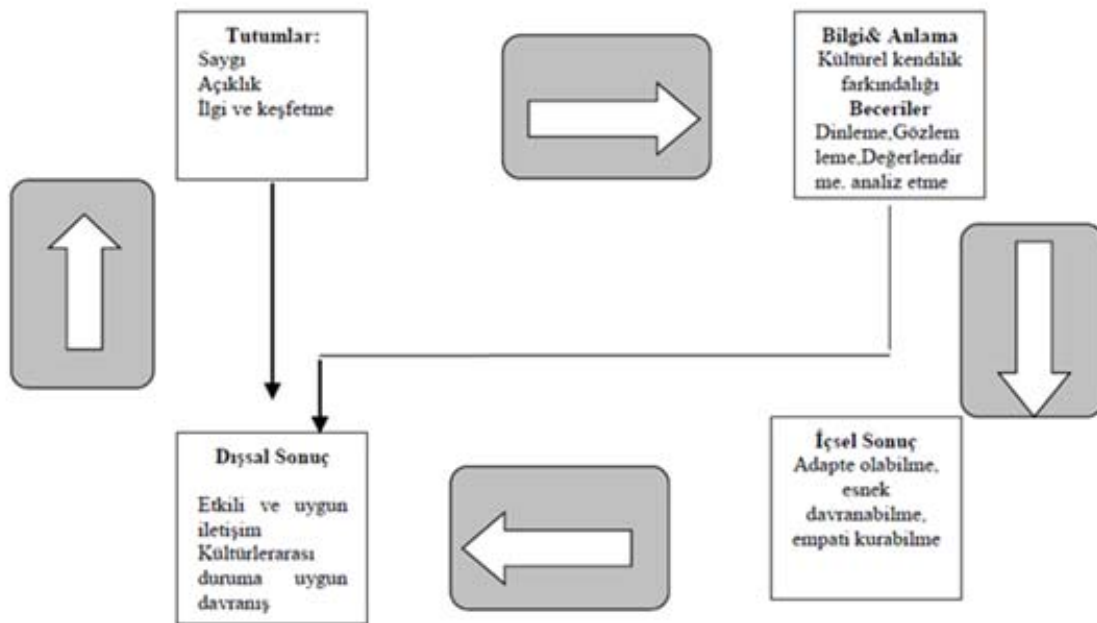 Tutumlar:
Saygı
Açıklık
İlgi ve keşfetme
Bilgi& Anlama
Kültürel kendilik
farkındalığı
Beceriler
Dinleme,Gözlem
leme,Değerlendir
me. analiz etme
Dışsal Sonuç
Etkili ve uygun
iletişim
Kültürlerarası
duruma uygun
davranış
İçsel Sonuç
Adapte olabilme,
esnek
davranabilme,
empati kurabilme